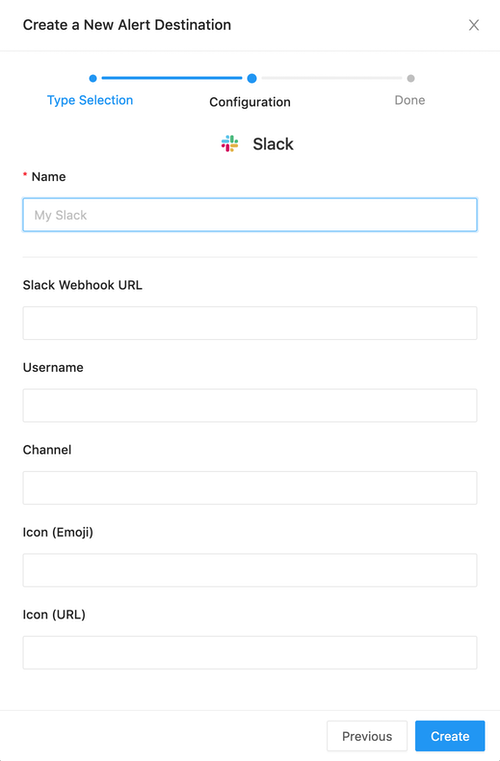 Create a New Alert Destination
Type Selection
Configuration
Done
Slack
* Name
My Slack
Slack Webhook URL
Username
Channel
Icon (Emoji)
Icon (URL)
Previous
Create